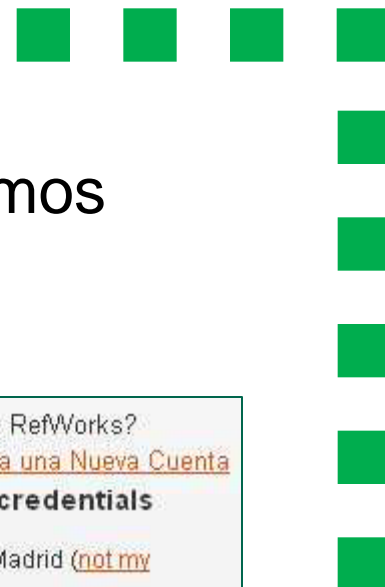 mos
RefWorks?
a una Nueva Cuenta
credentials
Madrid (not my